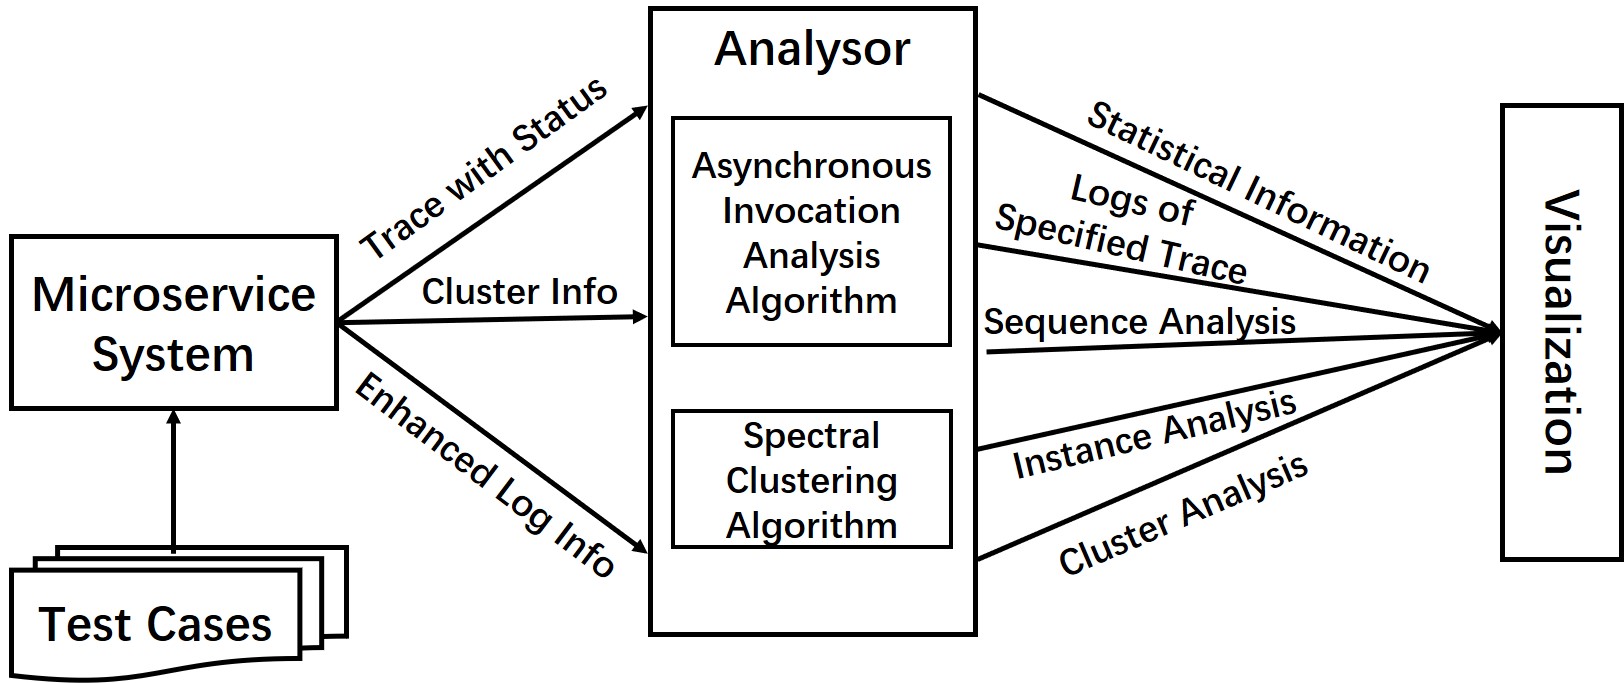 Analysor
Trace with Status
Asynchronous
Invocation
Analysis
Algorithm
Statistical Information
Logs of
Specified Trace
Visualization
Microservice
System
Cluster Info
Sequence Analysis
Enhanced Log Info
Spectral
Clustering
Algorithm
Instance Analysis
Cluster Analysis
Test Cases